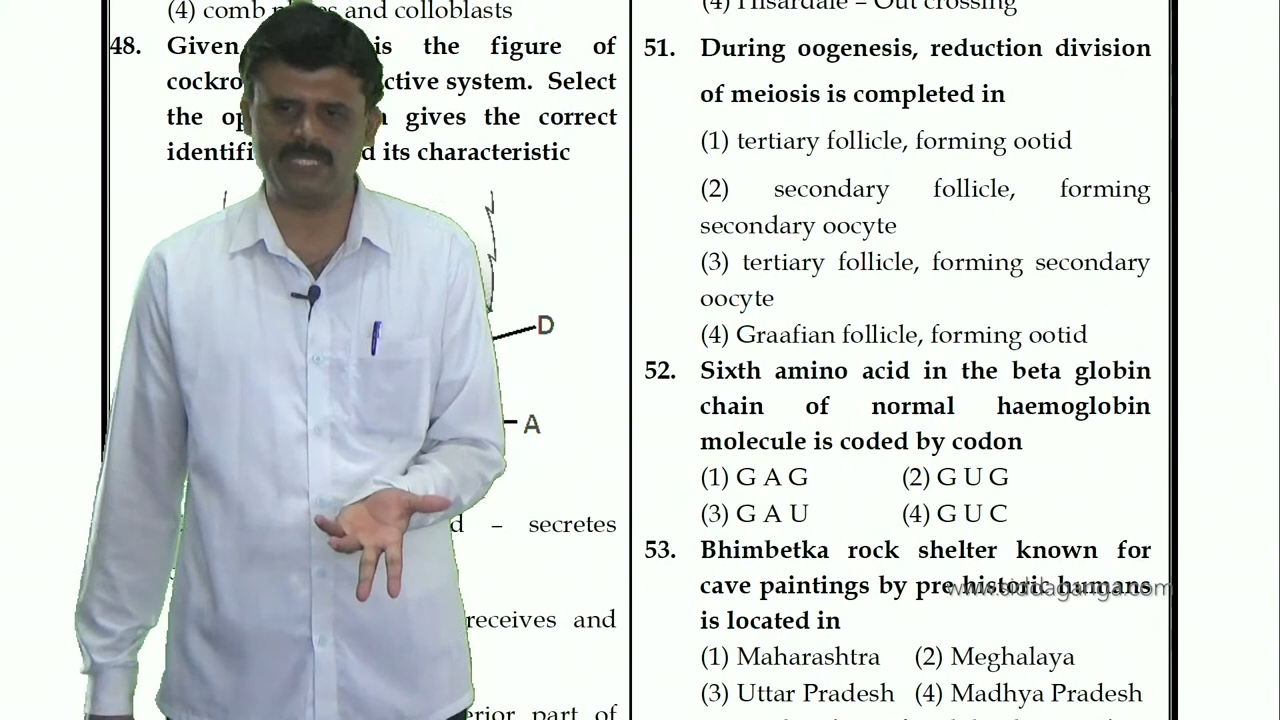 (4) comb and colloblasts
48. Given is the figure of
system. Select
the gives the correct
its characteristic
D
A
– secretes
receives and
part of
(4) Hisardale – Out crossing
51. During oogenesis, reduction division
of meiosis is completed in
(1) tertiary follicle, forming ootid
(2) secondary follicle, forming
secondary oocyte
(3) tertiary follicle, forming secondary
oocyte
(4) Graafian follicle, forming ootid
52. Sixth amino acid in the beta globin
chain of normal haemoglobin
molecule is coded by codon
(1) G A G (2) G U G
(3) G A U (4) G U C
53. Bhimbetka rock shelter known for
cave paintings by pre historic humans
www.siddaganga.com
is located in
(1) Maharashtra (2) Meghalaya
(3) Uttar Pradesh (4) Madhya Pradesh